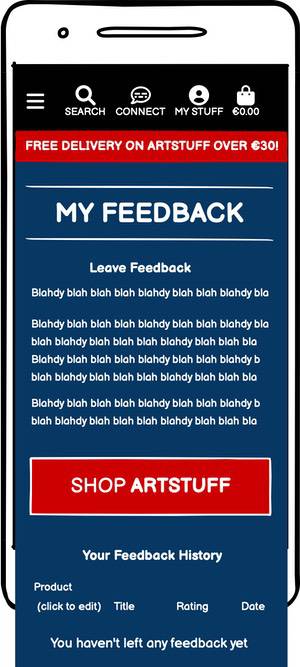 SEARCH CONNECT MY STUFF €0.00
FREE DELIVERY ON ARTSTUFF OVER €30!
MY FEEDBACK
Leave Feedback
Blahdy blah blah blah blahdy blah blah blahdy bla
Blahdy blah blah blah blahdy blah blah blahdy bla
blah blahdy blah blah blahdy blah blah bla
Blahdy blah blah blah blahdy blah blah blahdy b
blah blahdy blah blah blahdy blah blah bla
Blahdy blah blah blah blahdy blah blah blahdy b
blah blahdy blah blah blahdy blah blah bla
SHOP ARTSTUFF
Your Feedback History
Product
(click to edit) Title Rating Date
You haven't left any feedback yet